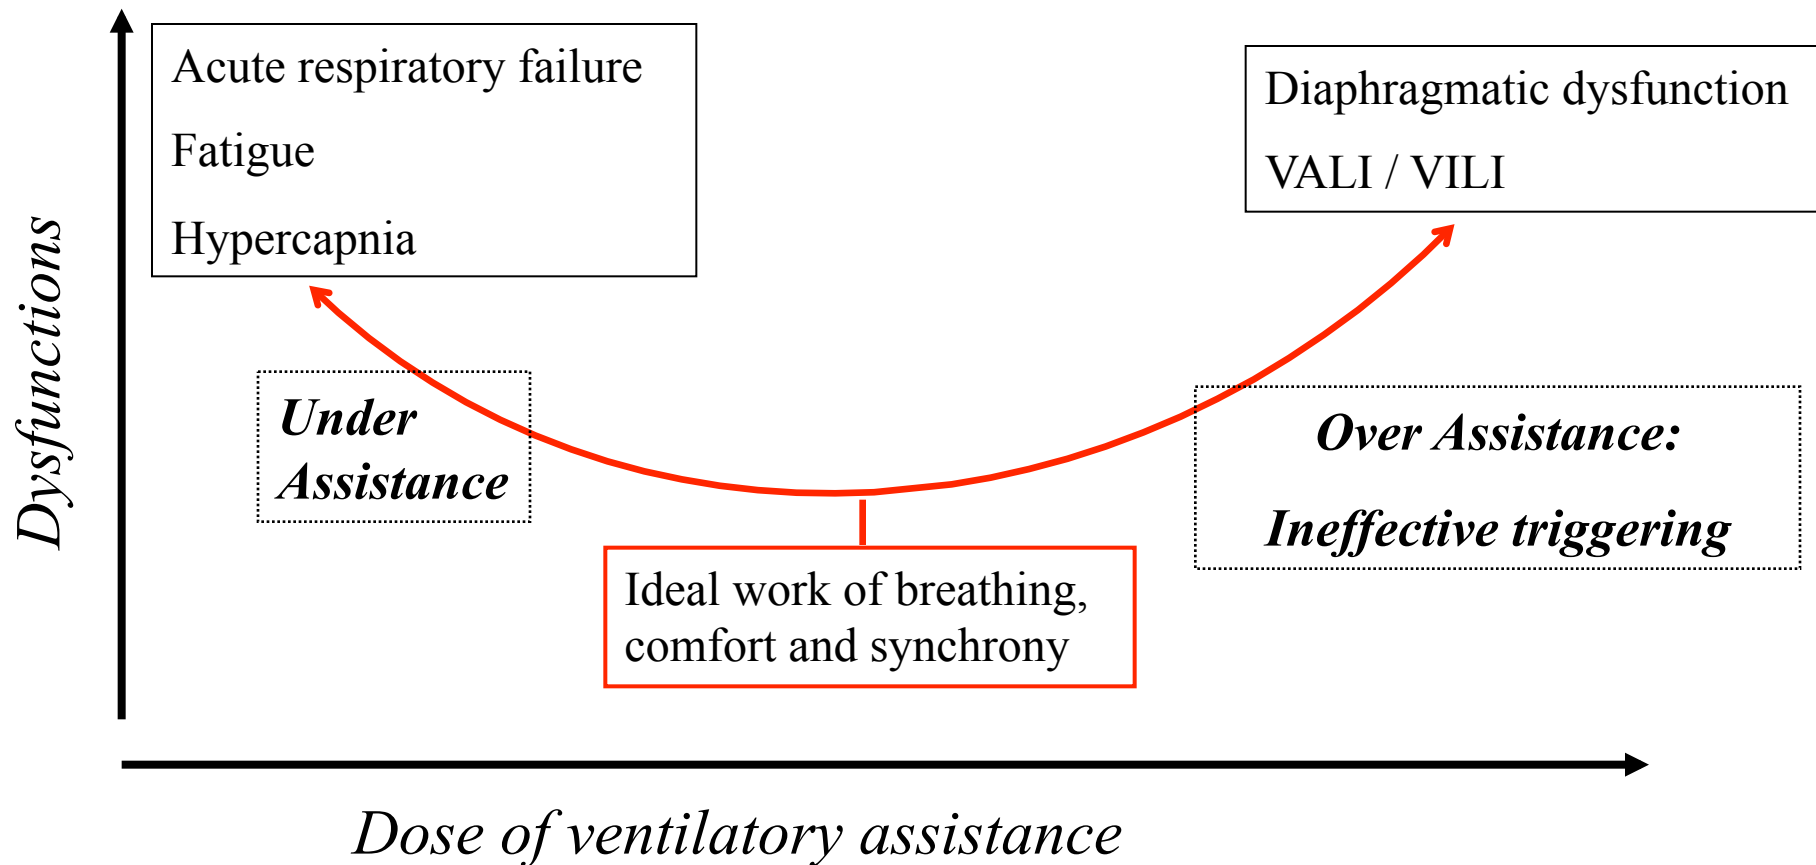 Acute respiratory failure
Fatigue
Hypercapnia
Diaphragmatic dysfunction
VALI / VILI
Dysfunctions
Under
Assistance
Over Assistance:
Ineffective triggering
Ideal work of breathing,
comfort and synchrony
Dose of ventilatory assistance